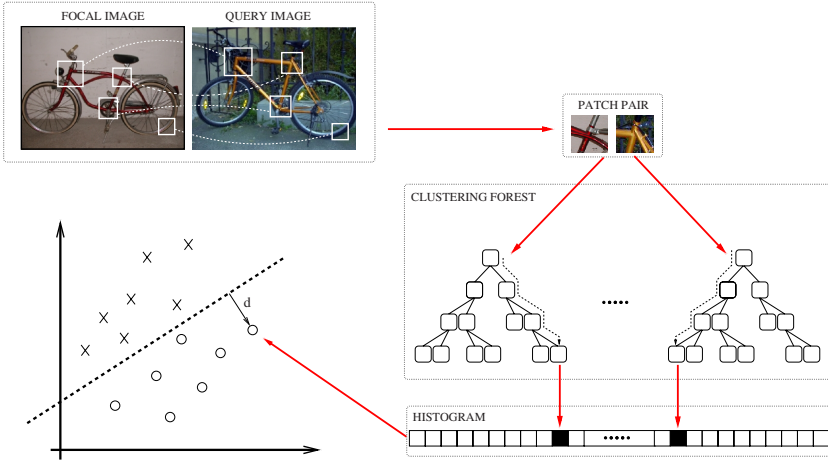 FOCAL IMAGE
QUERY IMAGE
PATCH PAIR
CLUSTERING FOREST
d
HISTOGRAM